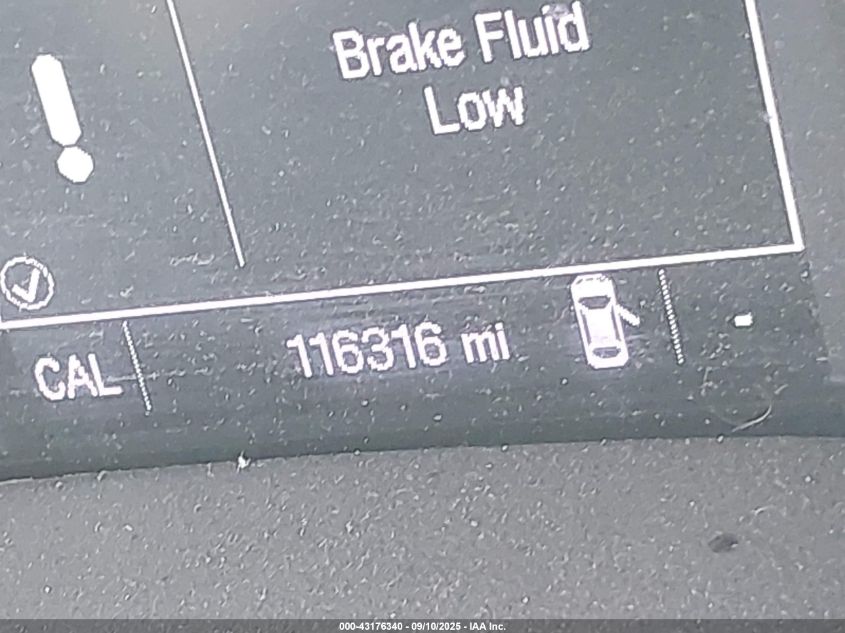 Brake Fluid
Low
CAL
116316 mi
000-43176340 - 09/10/2025 - IAA Inc.